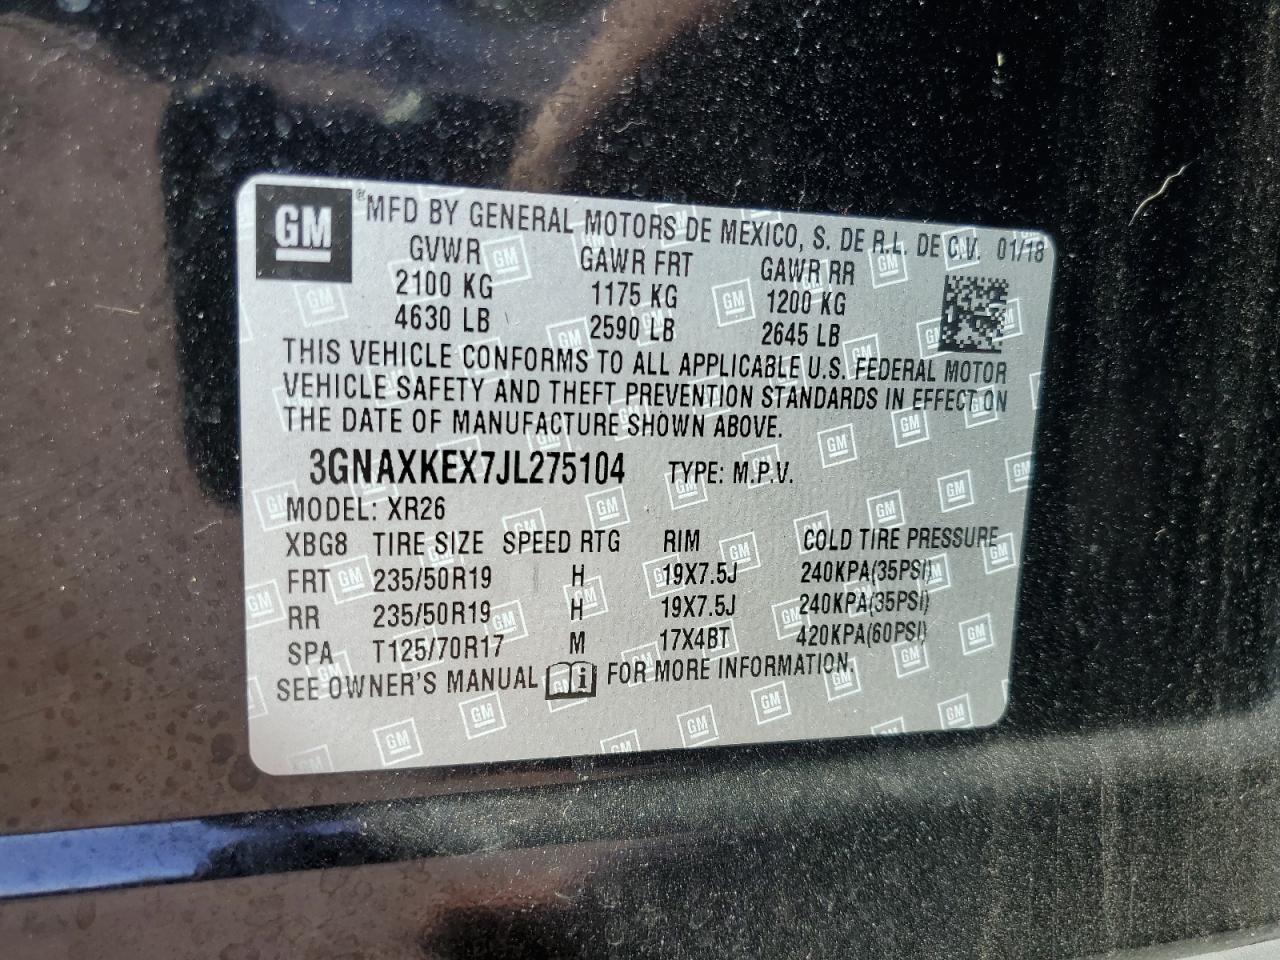 GM ® MFD BY GENERAL MOTORS DE MEXICO, S. DE R.L. DE C.V. 01/18
GVWR GAWR FRT GAWR RR
2100 KG 1175 KG 1200 KG
4630 LB 2590 LB 2645 LB
THIS VEHICLE CONFORMS TO ALL APPLICABLE U.S. FEDERAL MOTOR
VEHICLE SAFETY AND THEFT PREVENTION STANDARDS IN EFFECT ON
THE DATE OF MANUFACTURE SHOWN ABOVE.
3GNAXKEX7JL275104 TYPE: M.P.V.
MODEL: XR26
XBG8 TIRE SIZE SPEED RTG RIM COLD TIRE PRESSURE
FRT 235/50R19 H 19X7.5J 240KPA(35PSI)
RR 235/50R19 H 19X7.5J 240KPA(35PSI)
SPA T125/70R17 M 17X4BT 420KPA(60PSI)
SEE OWNER'S MANUAL i FOR MORE INFORMATION.